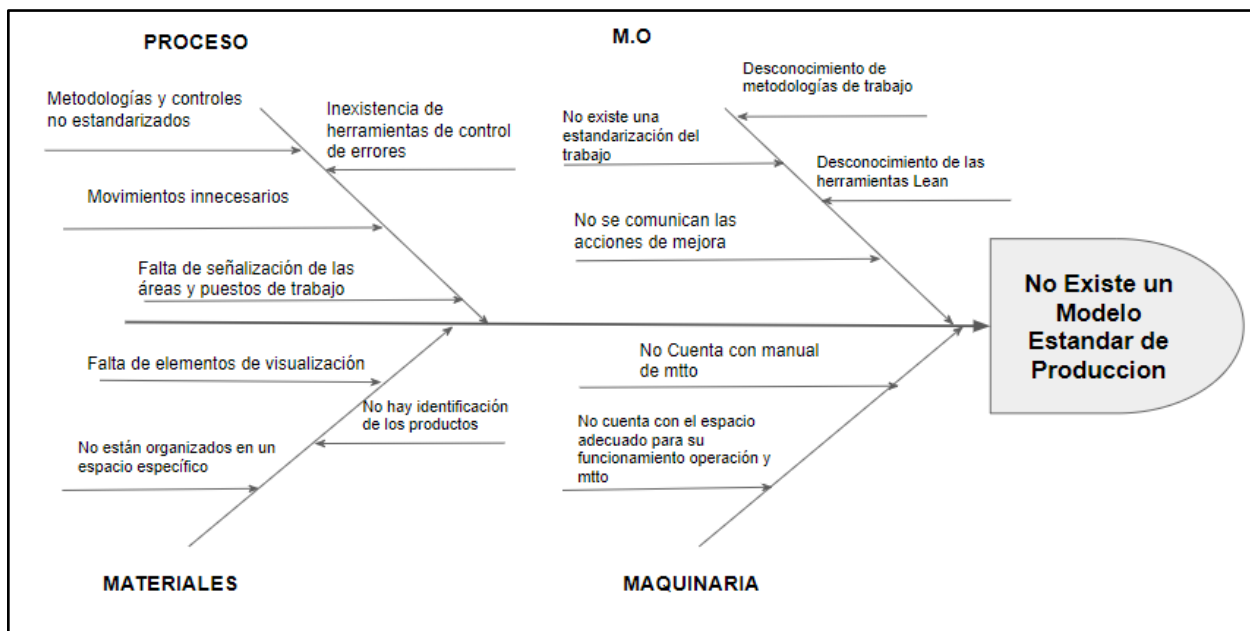 PROCESO
Metodologías y controles
no estandarizados
Inexistencia de
herramientas de control
de errores
Movimientos innecesarios
Falta de señalización de las
áreas y puestos de trabajo
M.O
Desconocimiento de
metodologías de trabajo
No existe una
estandarización del
trabajo
Desconocimiento de las
herramientas Lean
No se comunican las
acciones de mejora
No Existe un
Modelo
Estandar de
Produccion
Falta de elementos de visualización
No hay identificación
de los productos
No están organizados en un
espacio específico
MATERIALES
No Cuenta con manual
de mtto
No cuenta con el espacio
adecuado para su
funcionamiento operación y
mtto
MAQUINARIA